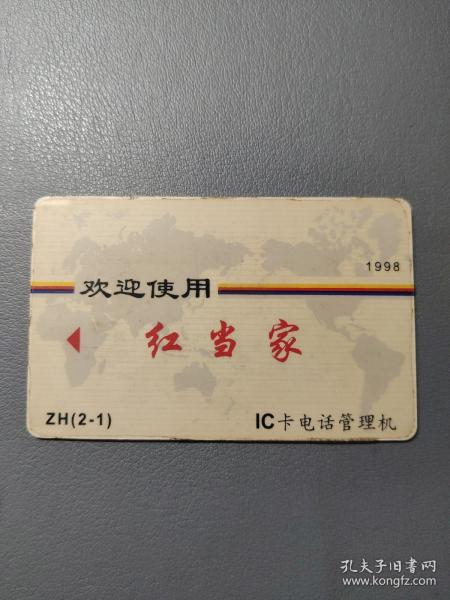 1998
欢迎使用
红当家
ZH(2-1)
IC卡电话管理机
孔夫子旧书网
www.kongfz.com